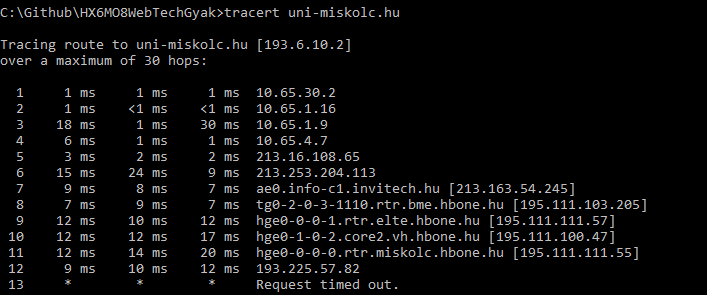 C:\Github\HX6MO8WebTechGyak>tracert uni-miskolc.hu
Tracing route to uni-miskolc.hu [193.6.10.2]
over a maximum of 30 hops:
1 1 ms 1 ms 1 ms 10.65.30.2
2 1 ms <1 ms <1 ms 10.65.1.16
3 18 ms 1 ms 30 ms 10.65.1.9
4 6 ms 1 ms 1 ms 10.65.4.7
5 3 ms 2 ms 2 ms 213.16.108.65
6 15 ms 24 ms 9 ms 213.253.204.113
7 9 ms 8 ms 7 ms ae0.info-c1.invitech.hu [213.163.54.245]
8 7 ms 9 ms 7 ms tg0-2-0-3-1110.rtr.bme.hbone.hu [195.111.103.205]
9 12 ms 10 ms 12 ms hge0-0-0-1.rtr.elte.hbone.hu [195.111.111.57]
10 12 ms 12 ms 17 ms hge0-1-0-2.core2.vh.hbone.hu [195.111.100.47]
11 12 ms 14 ms 20 ms hge0-0-0-0.rtr.miskolc.hbone.hu [195.111.111.55]
12 9 ms 10 ms 12 ms 193.225.57.82
13 * * * Request timed out.